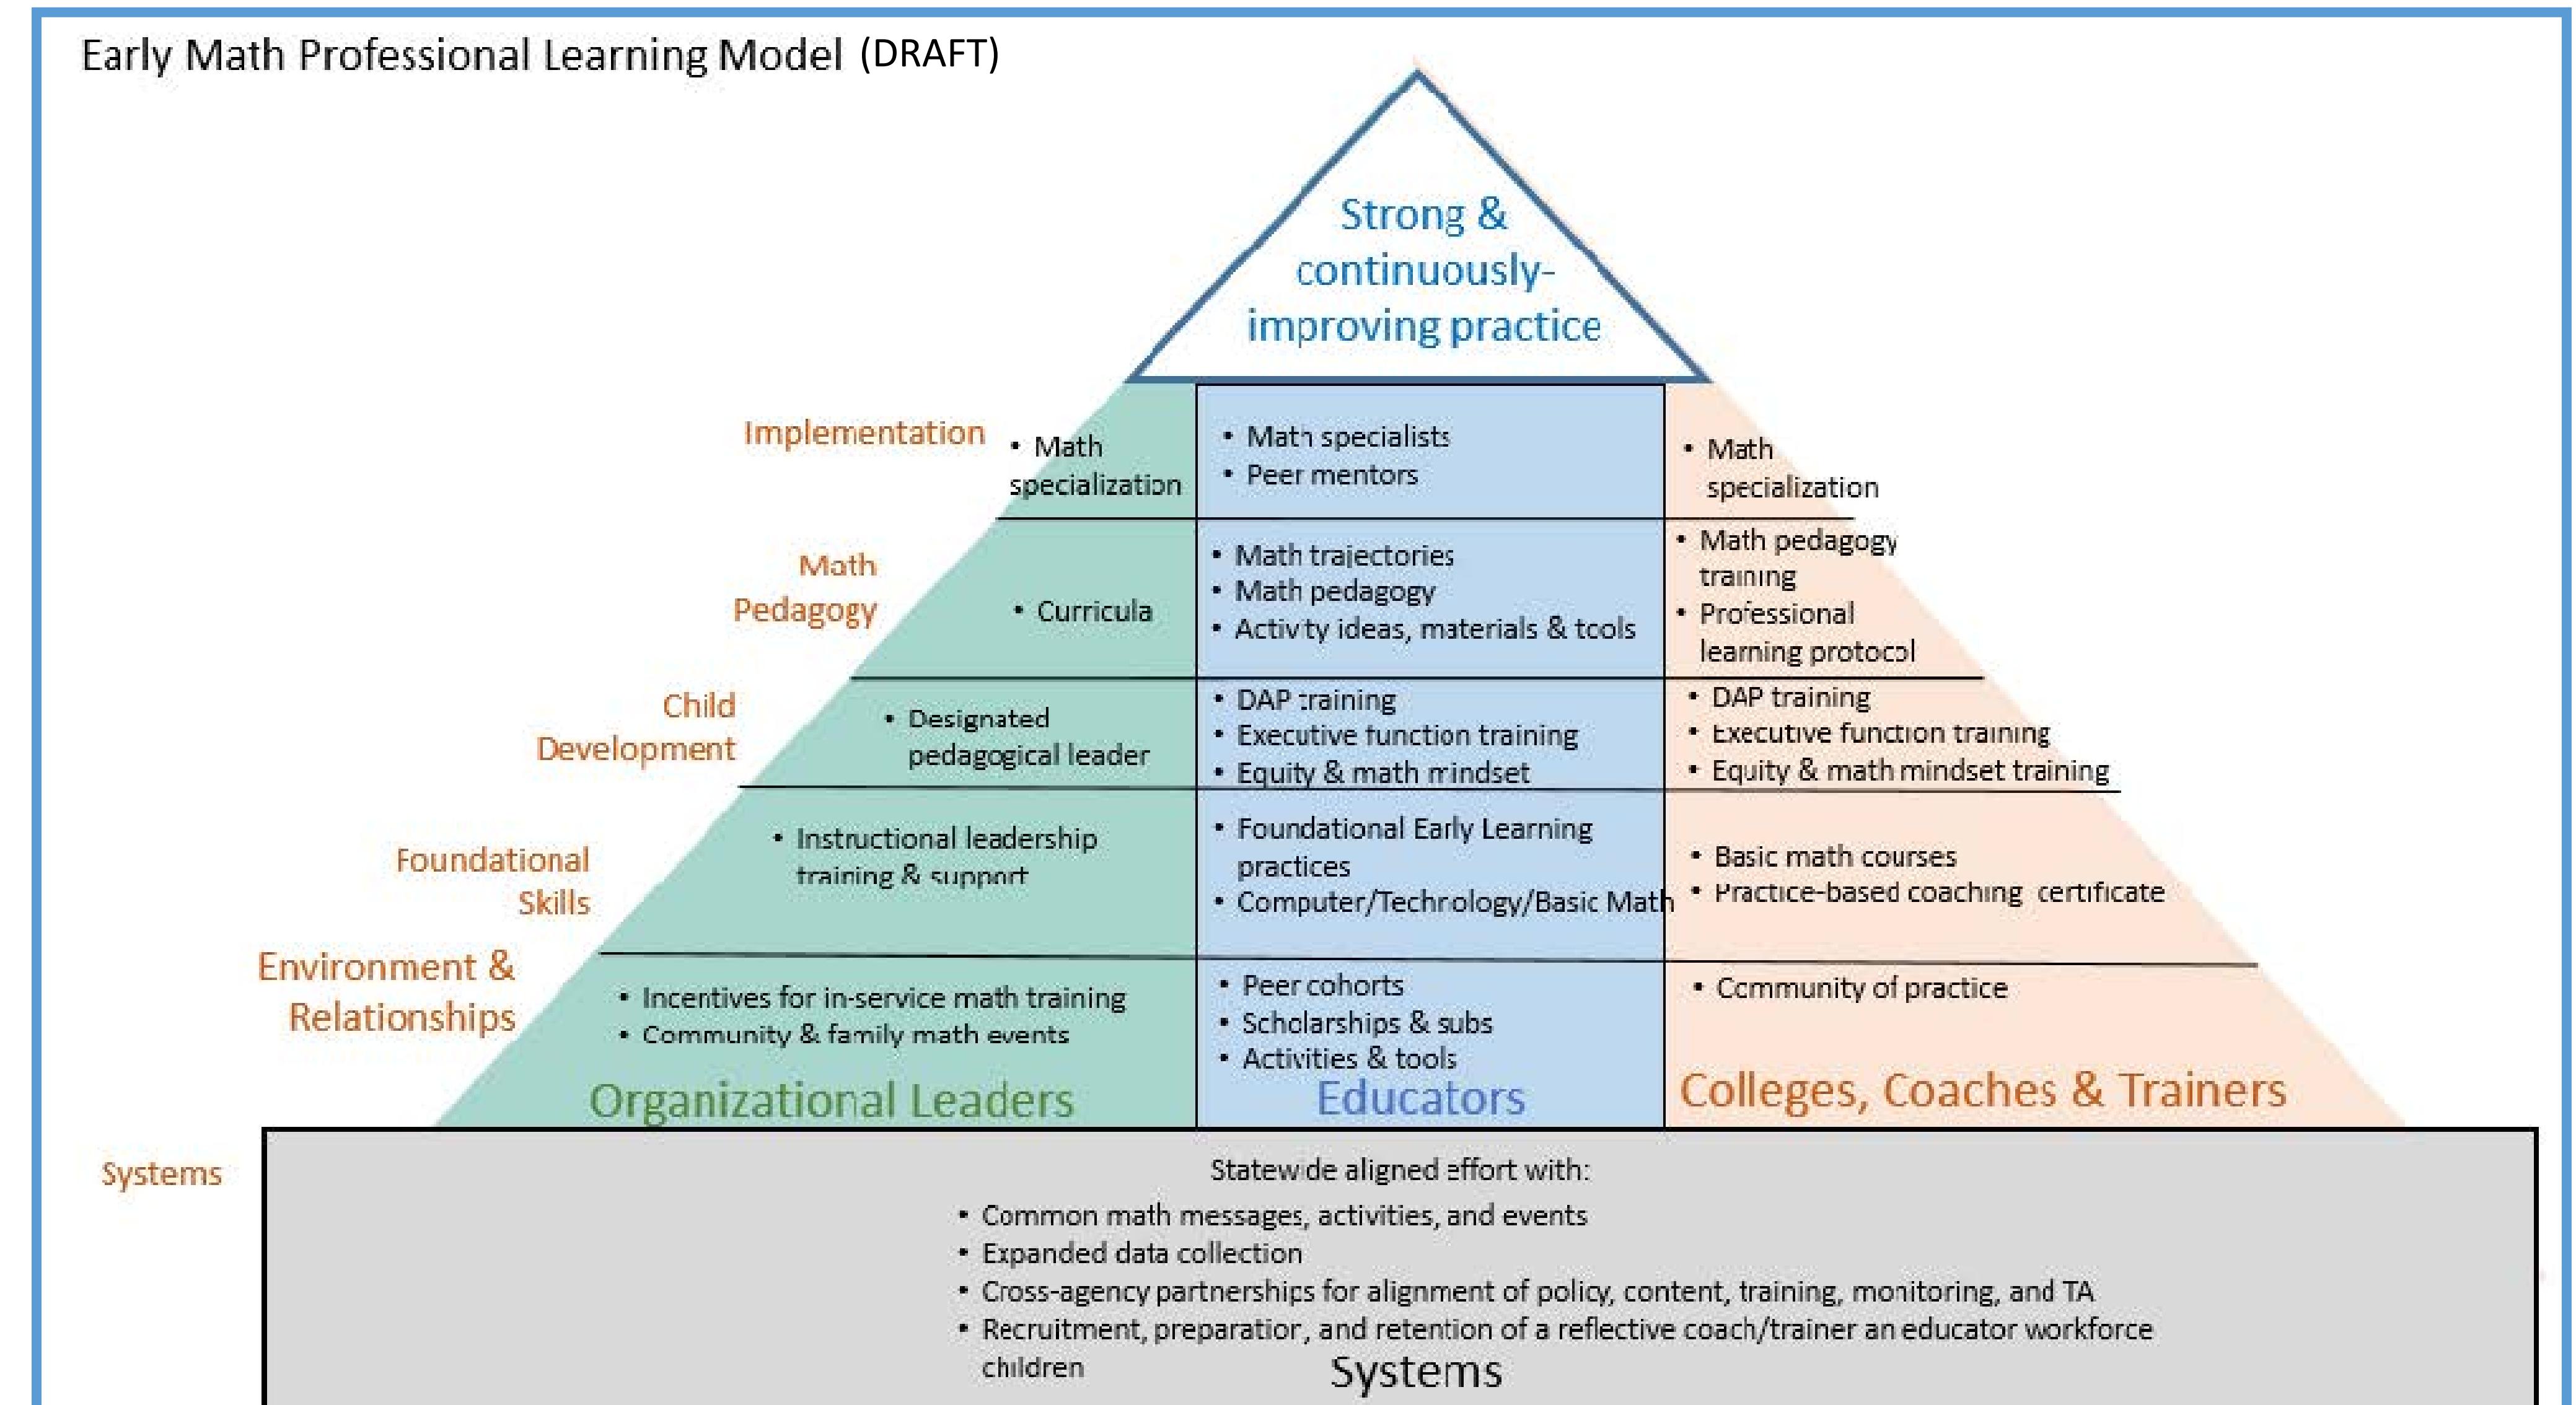 Early Math Professional Learning Model (DRAFT)
Strong &
continuously-
improving practice
Implementation
• Math
specialization
• Math specialists
• Peer mentors
• Math
specialization
Math
Pedagogy
• Curricula
• Math trajectories
• Math pedagogy
• Activity ideas, materials & tools
• Math pedagogy
training
• Professional
learning protocol
Child
Development
• Designated
pedagogical leader
• DAP training
• Executive function training
• Equity & math mindset
• DAP training
• Executive function training
• Equity & math mindset training
Foundational
Skills
• Instructional leadership
training & support
• Foundational Early Learning
practices
• Computer/Technology/Basic Math
• Basic math courses
• Practice-based coaching certificate
Environment &
Relationships
• Incentives for in-service math training
• Community & family math events
Organizational Leaders
• Peer cohorts
• Scholarships & subs
• Activities & tools
Educators
• Community of practice
Colleges, Coaches & Trainers
Systems
Statewide aligned effort with:
• Common math messages, activities, and events
• Expanded data collection
• Cross-agency partnerships for alignment of policy, content, training, monitoring, and TA
• Recruitment, preparation, and retention of a reflective coach/trainer an educator workforce
children
Systems